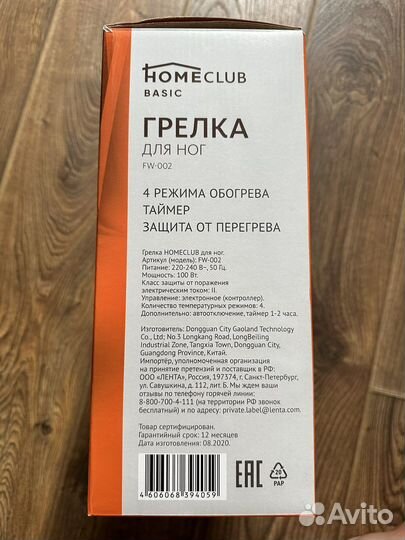 HOMECLUB
BASIC
ГРЕЛКА
ДЛЯ НОГ
FW-002
4 РЕЖИМА ОБОГРЕВА
ТАЙМЕР
ЗАЩИТА ОТ ПЕРЕГРЕВА
Грелка HOMECLUB для ног.
Артикул (модель): FW-002
Питание: 220-240 В~, 50 Гц.
Мощность: 100 Вт.
Класс защиты от поражения
электрическим током: II.
Управление: электронное (контроллер).
Количество температурных режимов: 4.
Дополнительно: автоотключение, таймер 1-2 часа.
Изготовитель: Dongguan City Gaoland Technology
Co., Ltd; No.3 Longkang Road, LongBeiling
Industrial Zone, Tangxia Town, Dongguan City,
Guangdong Province, Китай.
Импортер, уполномоченная организация
на принятие претензий и поставщик в РФ:
ООО «ЛЕНТА», Россия, 197374, г. Санкт-Петербург,
ул. Савушкина, д. 112, лит. Б. Мы ждем ваши
отзывы по телефону горячей линии:
8-800-700-4-111 (на территории РФ звонок
бесплатный) и по адресу: private.label@lenta.com.
Товар сертифицирован.
Гарантийный срок: 12 месяцев
Дата изготовления: 08.2020.
4 606068 394059
EAC
20
PAP
Avito